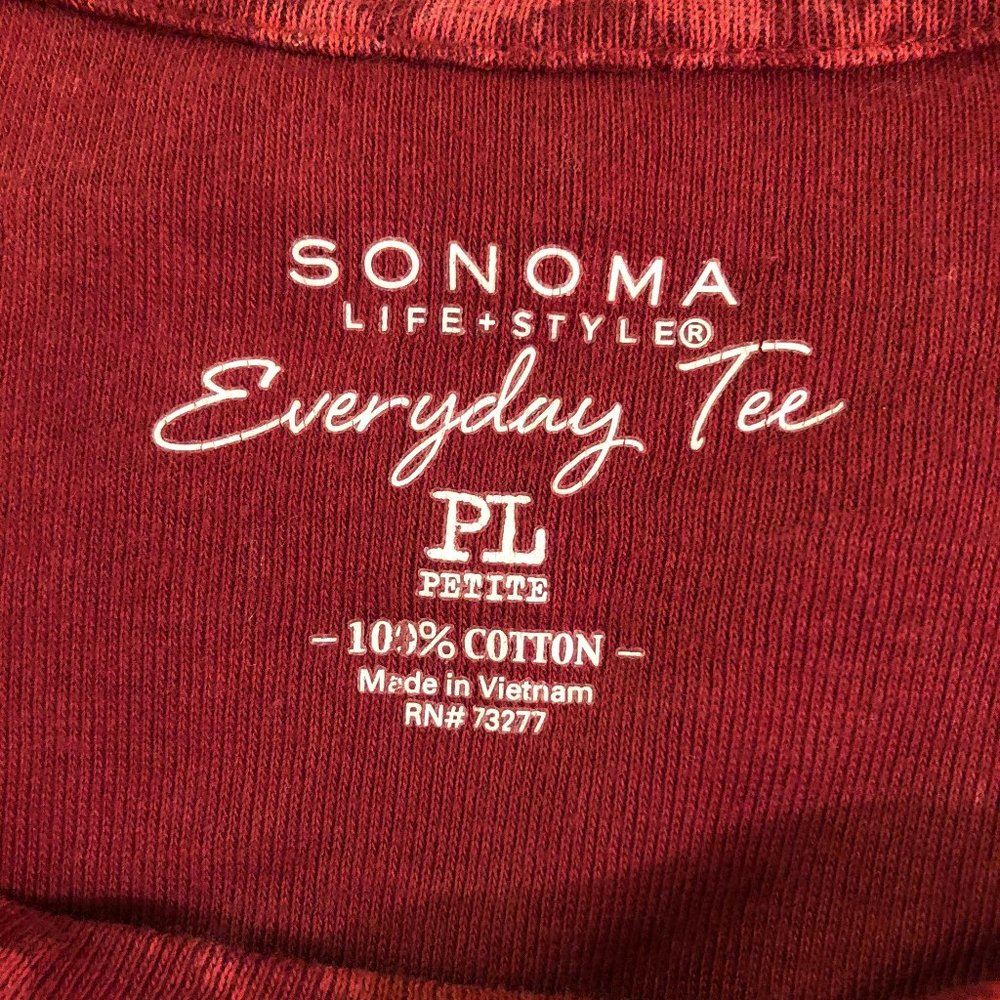 SONOMA
LIFE+STYLE®
Everyday Tee
PL
PETITE
- 100% COTTON -
Made in Vietnam
RN# 73277